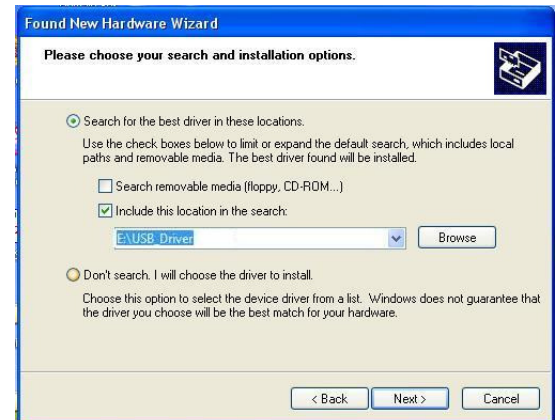 Found New Hardware Wizard
Please choose your search and installation options.
Search for the best driver in these locations.
Use the check boxes below to limit or expand the default search, which includes local
paths and removable media. The best driver found will be installed.
Search removable media (floppy, CD-ROM...)
Include this location in the search:
E:\USB_Driver
Browse
Don't search. I will choose the driver to install.
Choose this option to select the device driver from a list. Windows does not guarantee that
the driver you choose will be the best match for your hardware.
< Back
Next >
Cancel